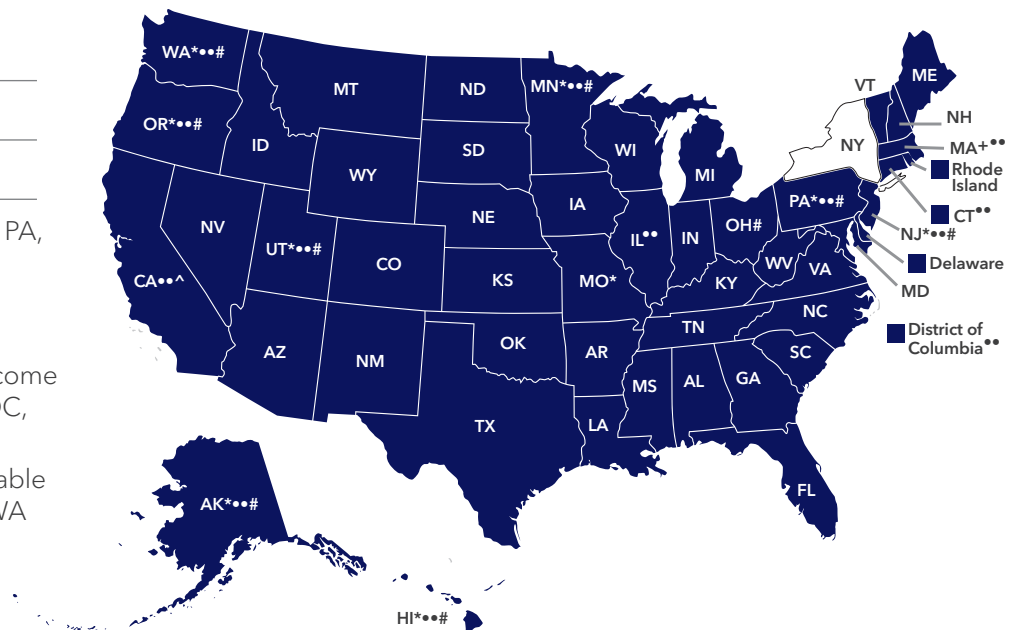 PA,
come
DC,
able
WA
WA*••#
MT
ND
MN*••#
VT
ME
OR*••#
ID
SD
WI
NH
MA+••
NY
WY
MI
Rhode
Island
NE
IA
PA*••#
CT••
NV
UT*••#
CO
IL••
IN
OH#
NJ*••#
CA••^
KS
MO*
KY
WV
VA
Delaware
MD
NC
TN
District of
Columbia••
AZ
NM
OK
AR
SC
MS
AL
GA
TX
LA
FL
AK*••#
HI*••#